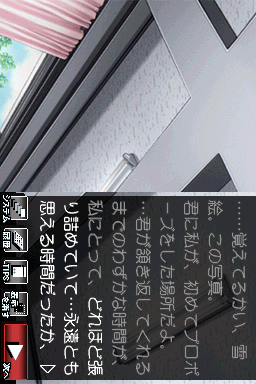 ……覚えてるかい、雪
絵。この写真。
君に私が、初めてプロポ
ーズをした場所だよ。
…君が頷き返してくれる
までのわずかな時間が
私にとって、どれほど張
り詰めていて…永遠とも
思える時間だったか、
システム
履歴
TIPS
次へ